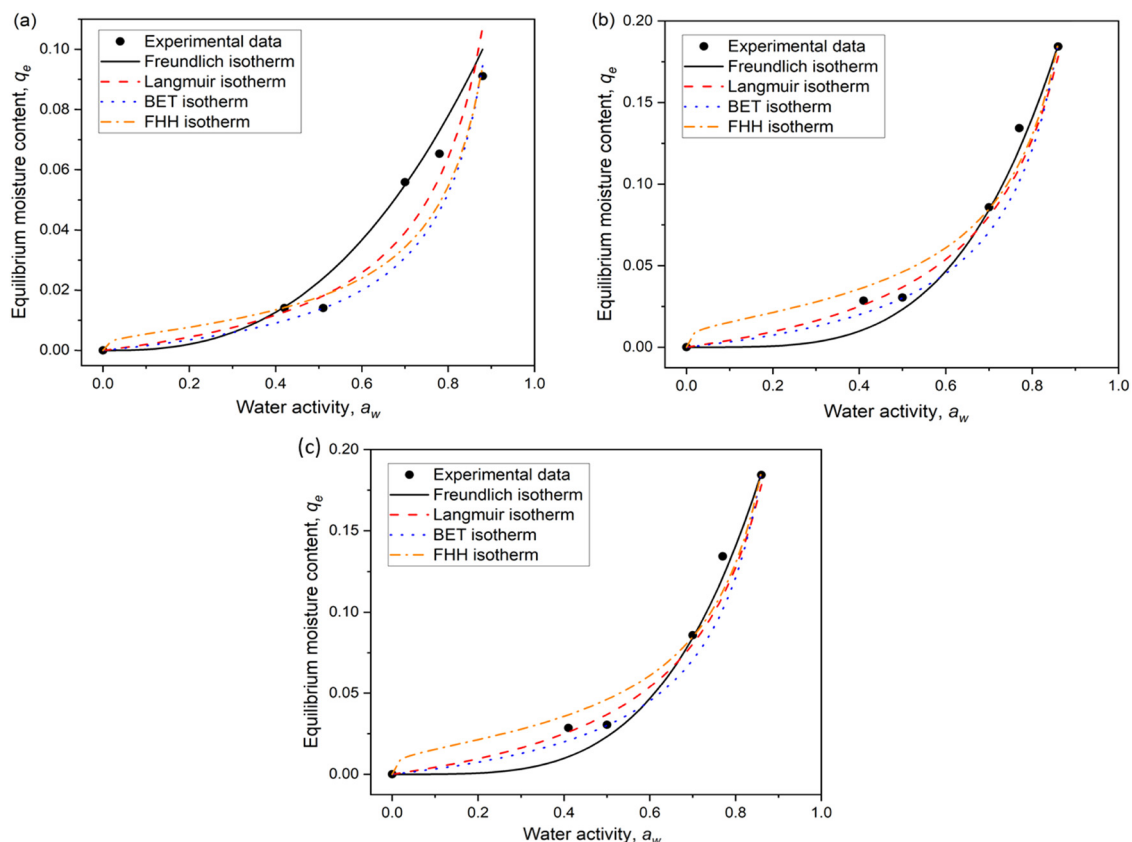 (a)
Experimental data
Freundlich isotherm
Langmuir isotherm
BET isotherm
FHH isotherm
Equilibrium moisture content, qe
0.10
0.08
0.06
0.04
0.02
0.00
0.0 0.2 0.4 0.6 0.8 1.0
Water activity, aw
(b)
Experimental data
Freundlich isotherm
Langmuir isotherm
BET isotherm
FHH isotherm
Equilibrium moisture content, qe
0.20
0.15
0.10
0.05
0.00
0.0 0.2 0.4 0.6 0.8 1.0
Water activity, aw
(c)
Experimental data
Freundlich isotherm
Langmuir isotherm
BET isotherm
FHH isotherm
Equilibrium moisture content, qe
0.20
0.15
0.10
0.05
0.00
0.0 0.2 0.4 0.6 0.8 1.0
Water activity, aw